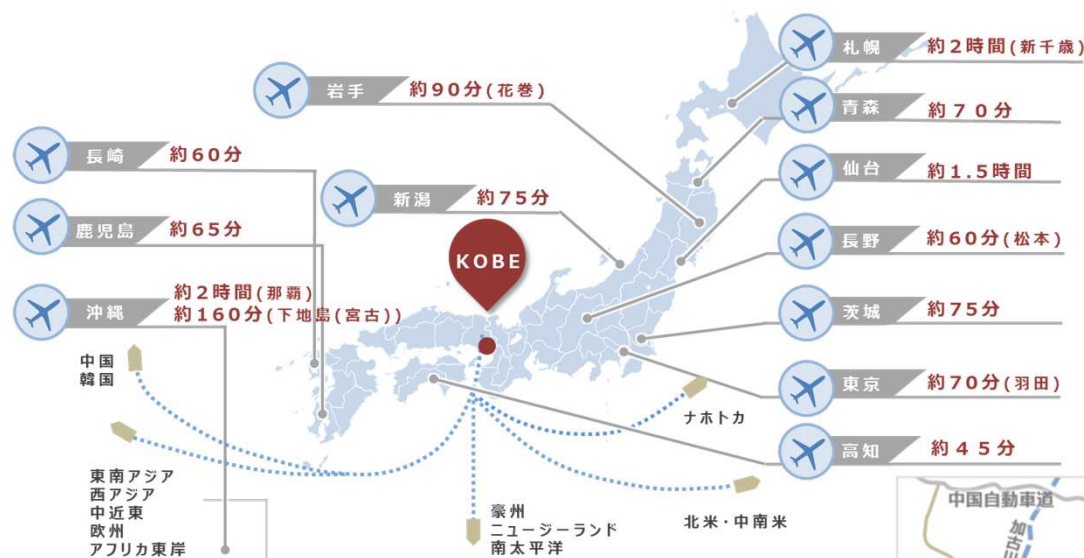 札幌 約2時間(新千歳)
岩手 約90分(花巻)
青森 約70分
長崎 約60分
仙台 約1.5時間
新潟 約75分
鹿児島 約65分
長野 約60分(松本)
KOBE
沖縄 約2時間(那覇)
約160分(下地島(宮古))
茨城 約75分
中国
韓国
東京 約70分(羽田)
ナホトカ
高知 約45分
東南アジア
西アジア
中近東
欧州
アフリカ東岸
豪州
ニュージーランド
南太平洋
北米・中南米
中国自動車道
加古川